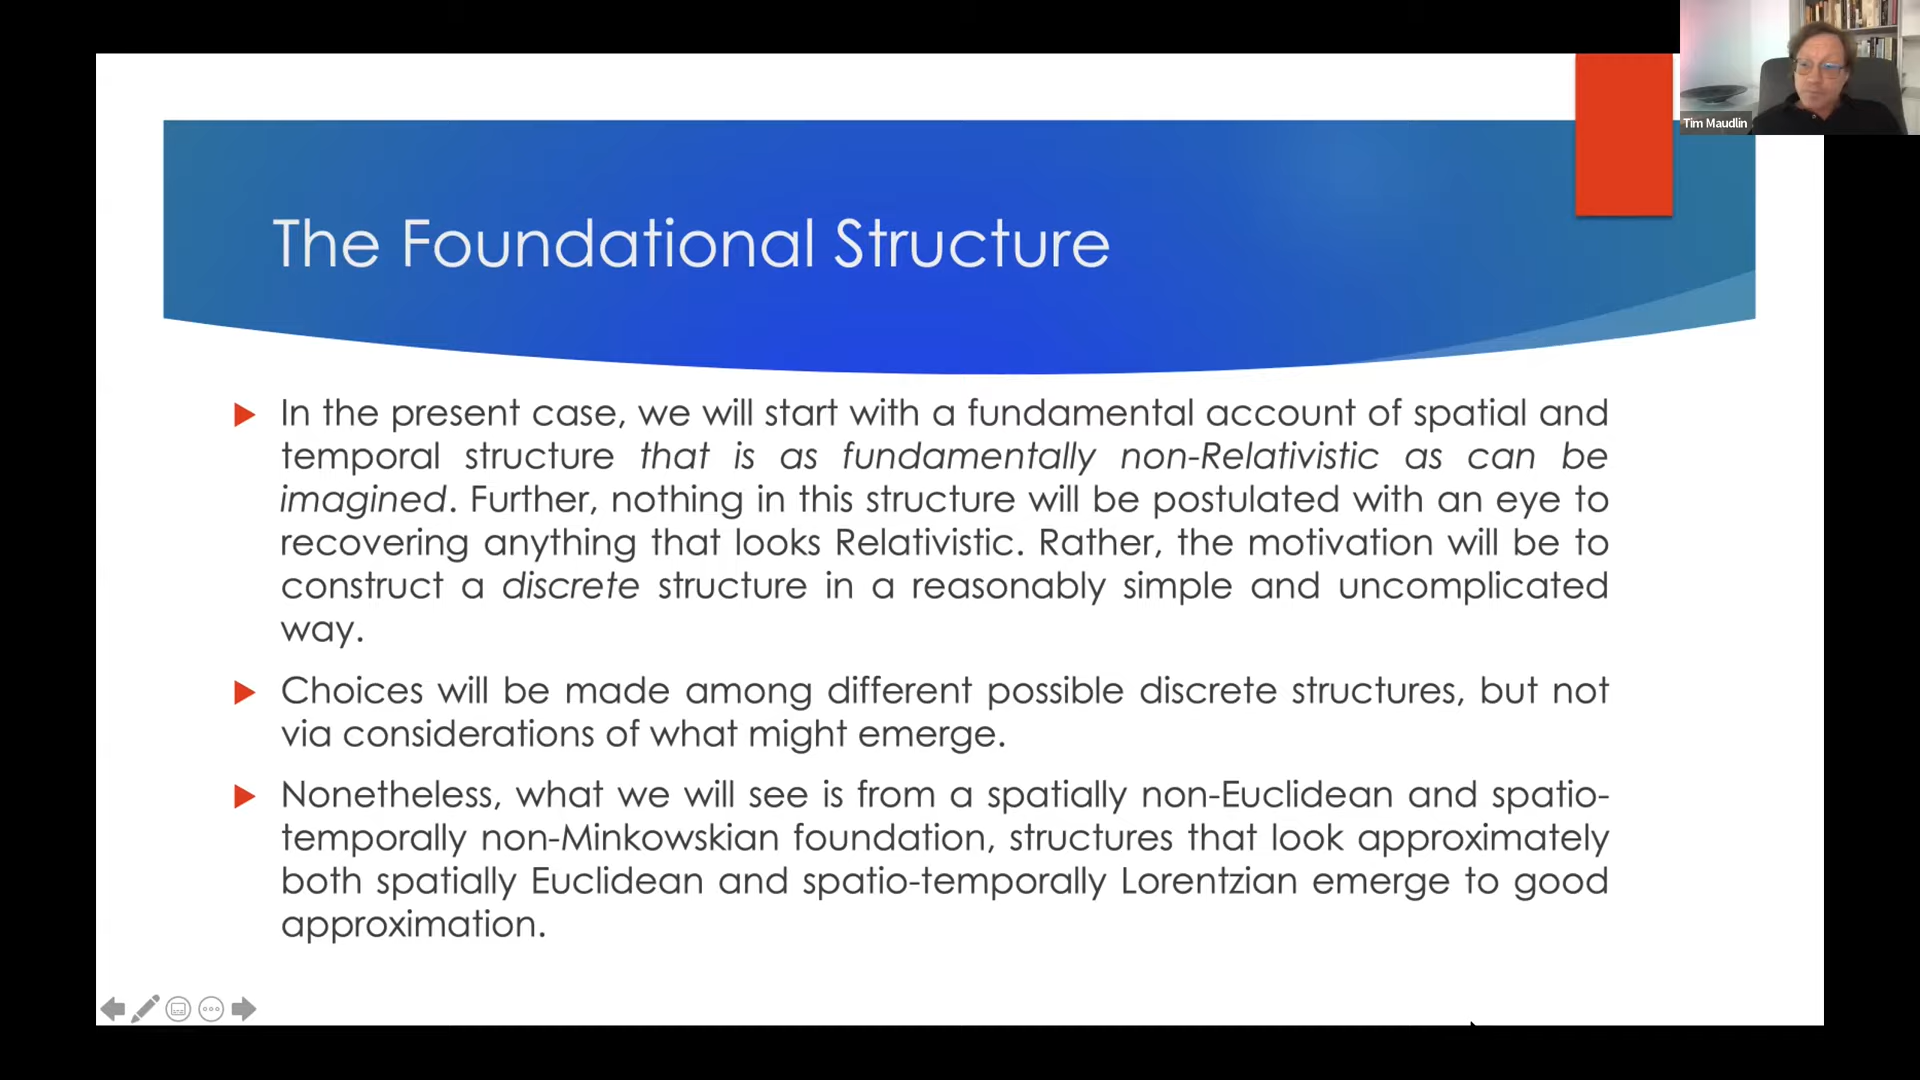 Tim Maudlin
The Foundational Structure
In the present case, we will start with a fundamental account of spatial and
temporal structure that is as fundamentally non-Relativistic as can be
imagined. Further, nothing in this structure will be postulated with an eye to
recovering anything that looks Relativistic. Rather, the motivation will be to
construct a discrete structure in a reasonably simple and uncomplicated
way.
Choices will be made among different possible discrete structures, but not
via considerations of what might emerge.
Nonetheless, what we will see is from a spatially non-Euclidean and spatio-
temporally non-Minkowskian foundation, structures that look approximately
both spatially Euclidean and spatio-temporally Lorentzian emerge to good
approximation.